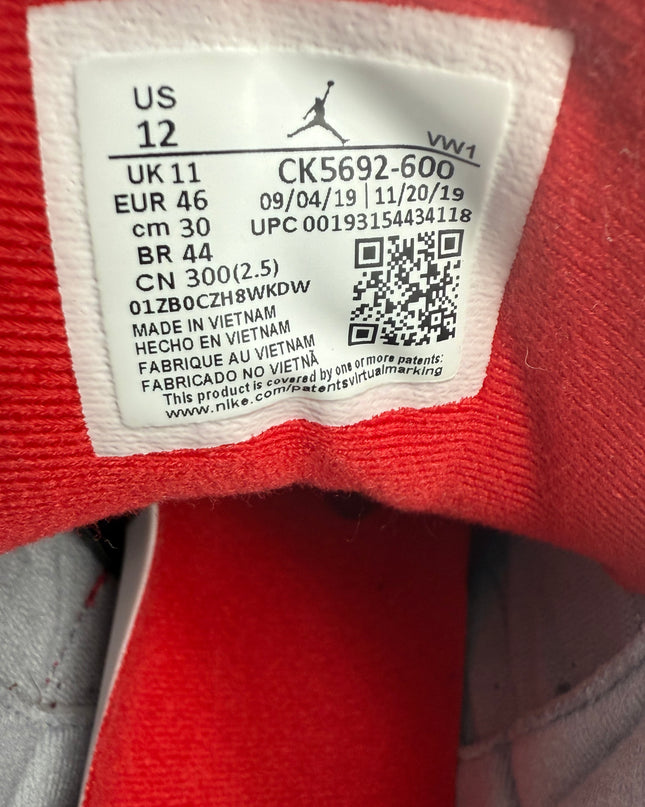 US
12
VW1
UK 11
CK5692-600
EUR 46
09/04/19 | 11/20/19
cm 30
UPC 00193154434118
BR 44
CN 300(2.5)
01ZB0CZH8WKDW
MADE IN VIETNAM
HECHO EN VIETNAM
FABRIQUE AU VIETNAM
FABRICADO NO VIETNÃ
This product is covered by one or more patents:
www.nike.com/patentsvirtualmarking